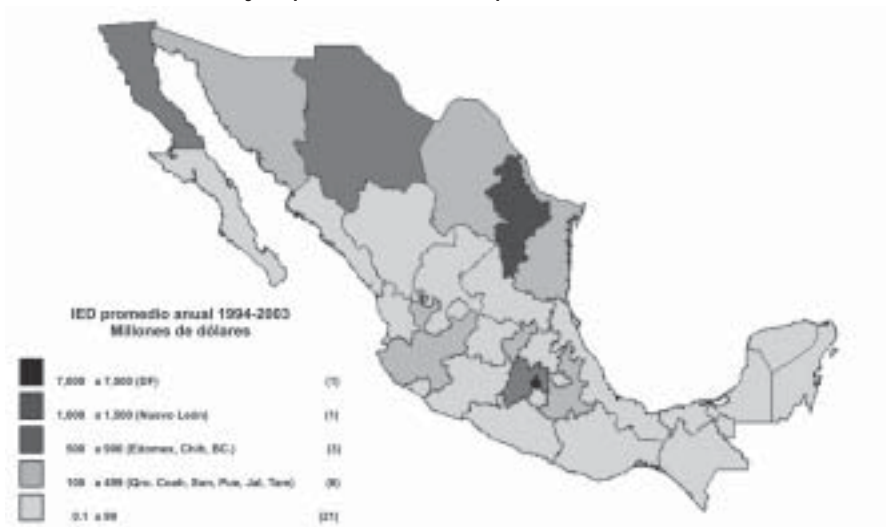 IED promedio anual 1994-2003
Millones de dólares
7,000 a 7,500 (DF) (1)
1,000 a 1,500 (Nuevo León) (1)
500 a 900 (Edomex, Chih, BC.) (3)
100 a 499 (Qro. Coah, Son, Pue, Jal, Tam) (6)
0.1 a 99 (21)